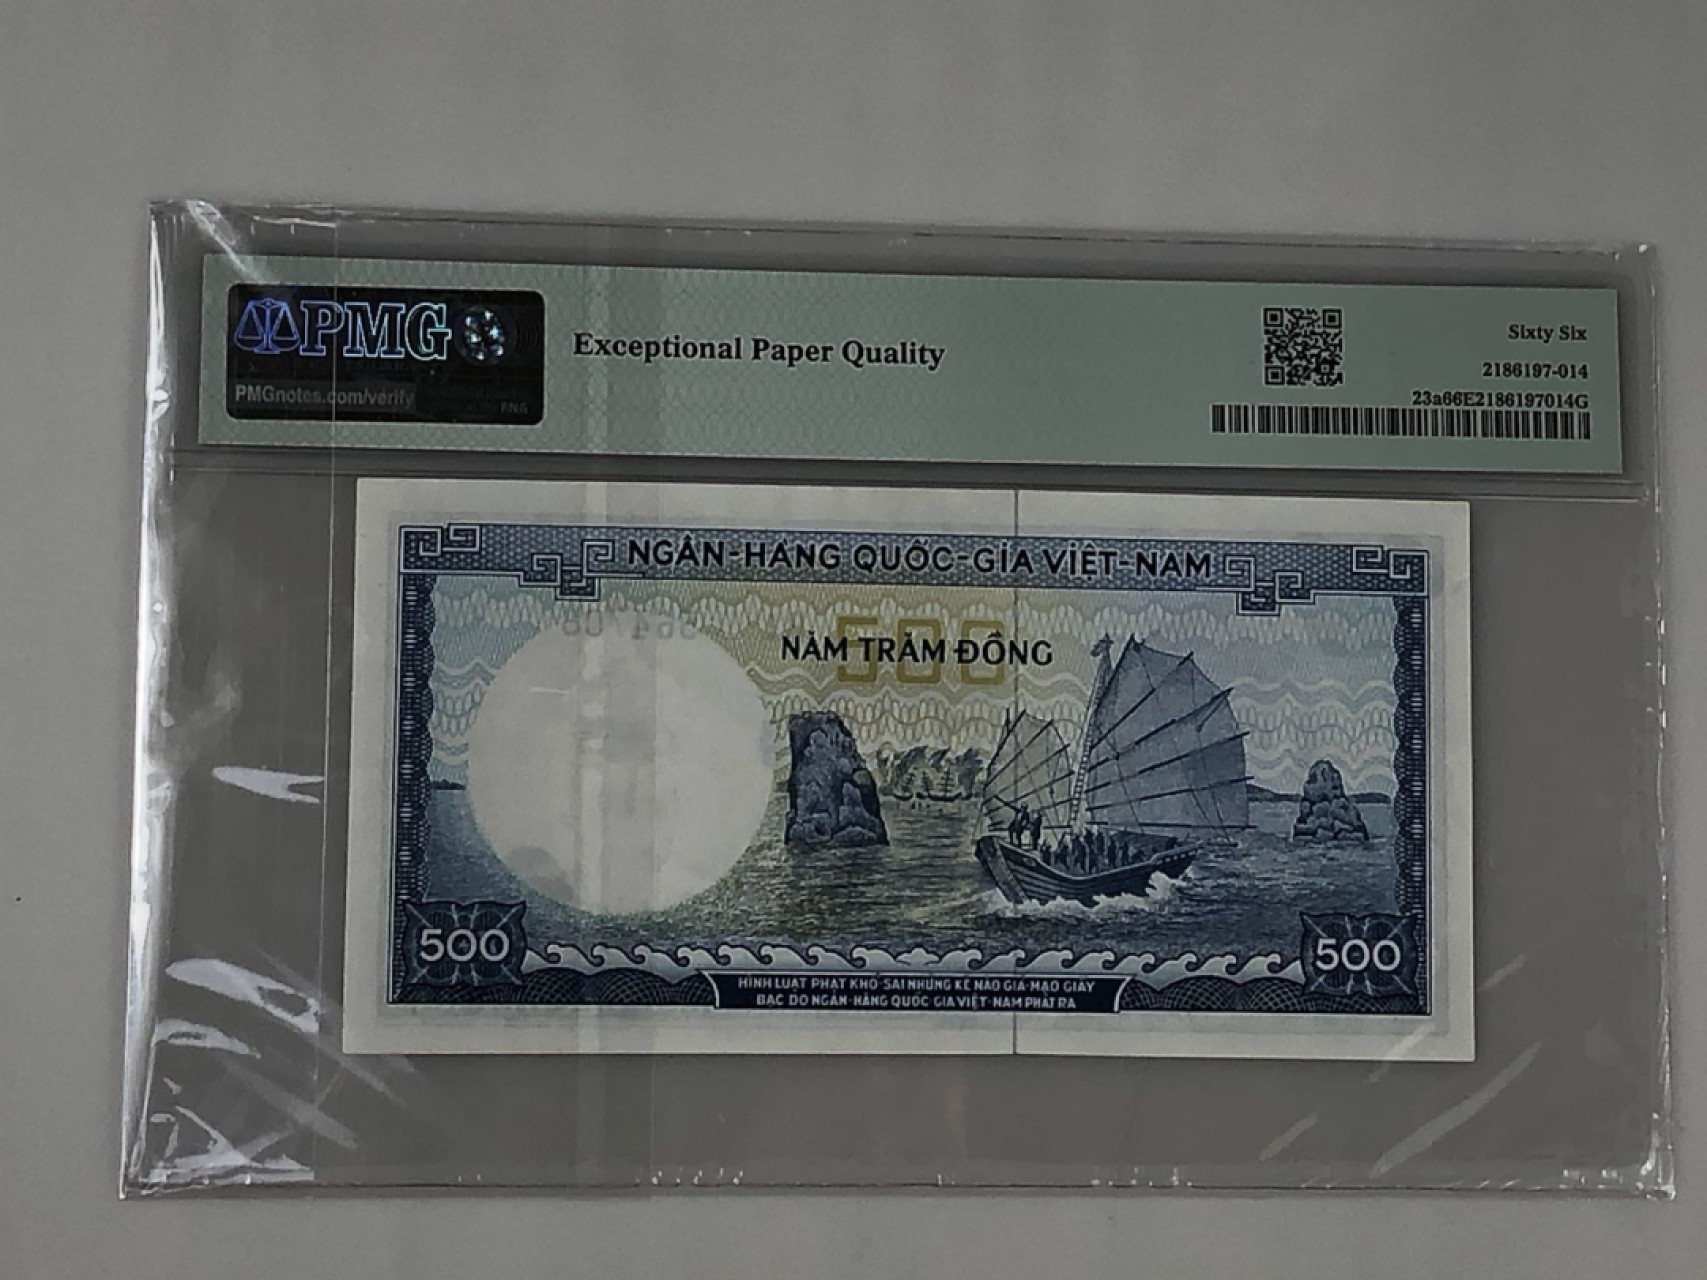 PMG
PMGnotes.com/verify
Exceptional Paper Quality
Sixty Six
2186197-014
23a66E2186197014G
NGÂN-HÀNG QUỐC-GIA VIỆT-NAM
500
NĂM TRĂM ĐỒNG
500
500
HÌNH LUẬT PHẠT KHỔ-SAI NHỮNG KẺ NÀO GIẢ-MẠO GIẤY
BẠC DO NGÂN-HÀNG QUỐC GIA VIỆT-NAM PHÁT RA